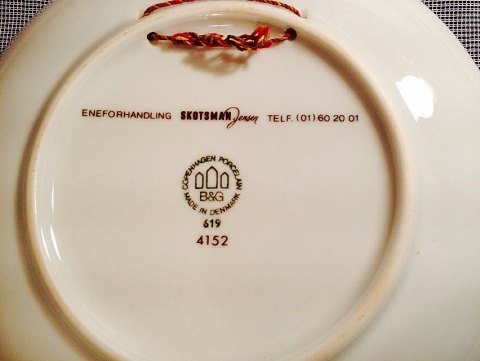 ENEFORHANDLING SKOTSMAN Jensen TELF. (01) 60 20 01
COPENHAGEN PORCELAIN
B&G
MADE IN DENMARK
619
4152